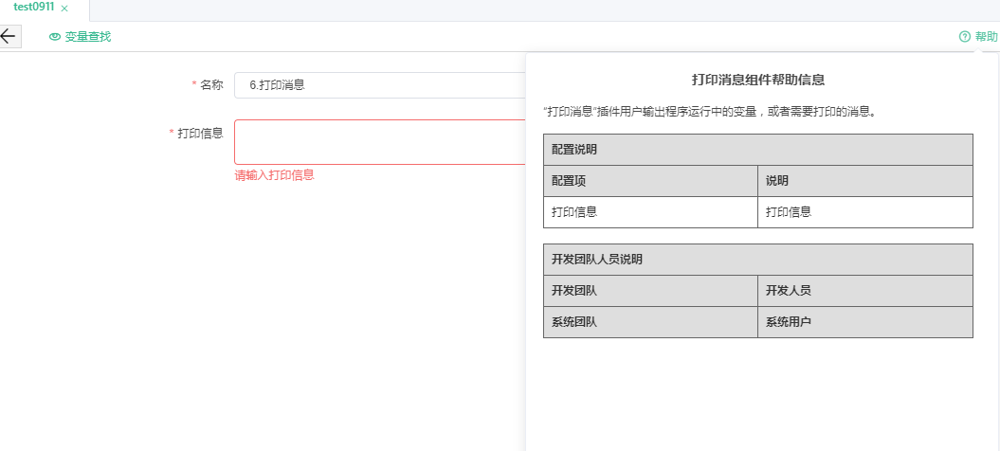 test0911 ×
变量查找
帮助
* 名称
6.打印消息
* 打印信息
请输入打印信息
打印消息组件帮助信息
“打印消息”插件用户输出程序运行中的变量，或者需要打印的消息。
配置说明
配置项 说明
打印信息 打印信息
开发团队人员说明
开发团队 开发人员
系统团队 系统用户